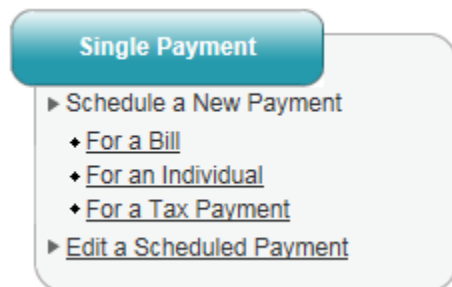 Single Payment
Schedule a New Payment
For a Bill
For an Individual
For a Tax Payment
Edit a Scheduled Payment